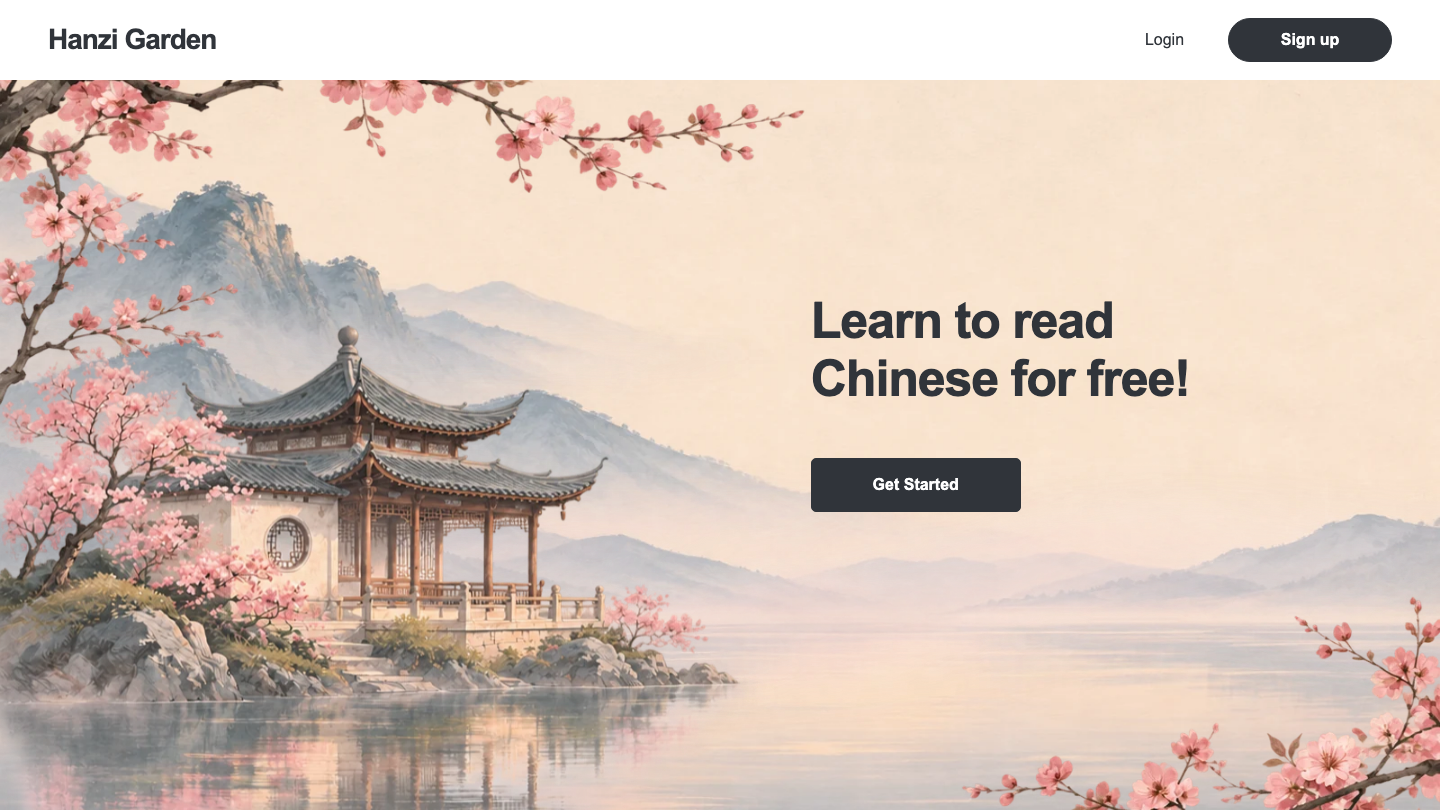 Hanzi Garden
Login
Sign up
Learn to read
Chinese for free!
Get Started